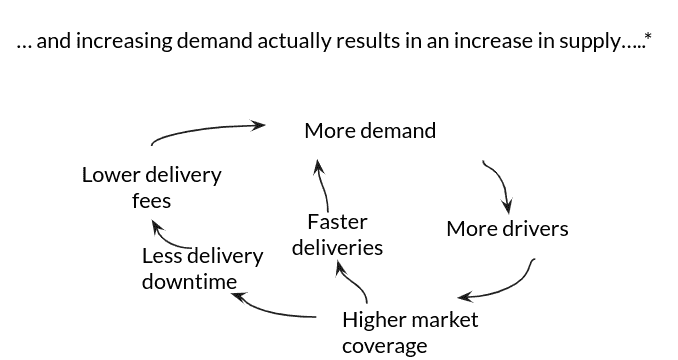 ... and increasing demand actually results in an increase in supply.....*
More demand
Lower delivery
fees
Faster
deliveries
More drivers
Less delivery
downtime
Higher market
coverage